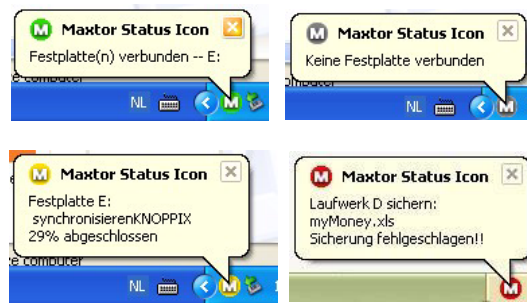 Maxtor Status Icon
Festplatte(n) verbunden -- E:
NL
Maxtor Status Icon
Keine Festplatte verbunden
NL
Maxtor Status Icon
Festplatte E:
synchronisierenKNOPPIX
29% abgeschlossen
e computer
NL
Maxtor Status Icon
Laufwerk D sichern:
myMoney.xls
Sicherung fehlgeschlagen!!